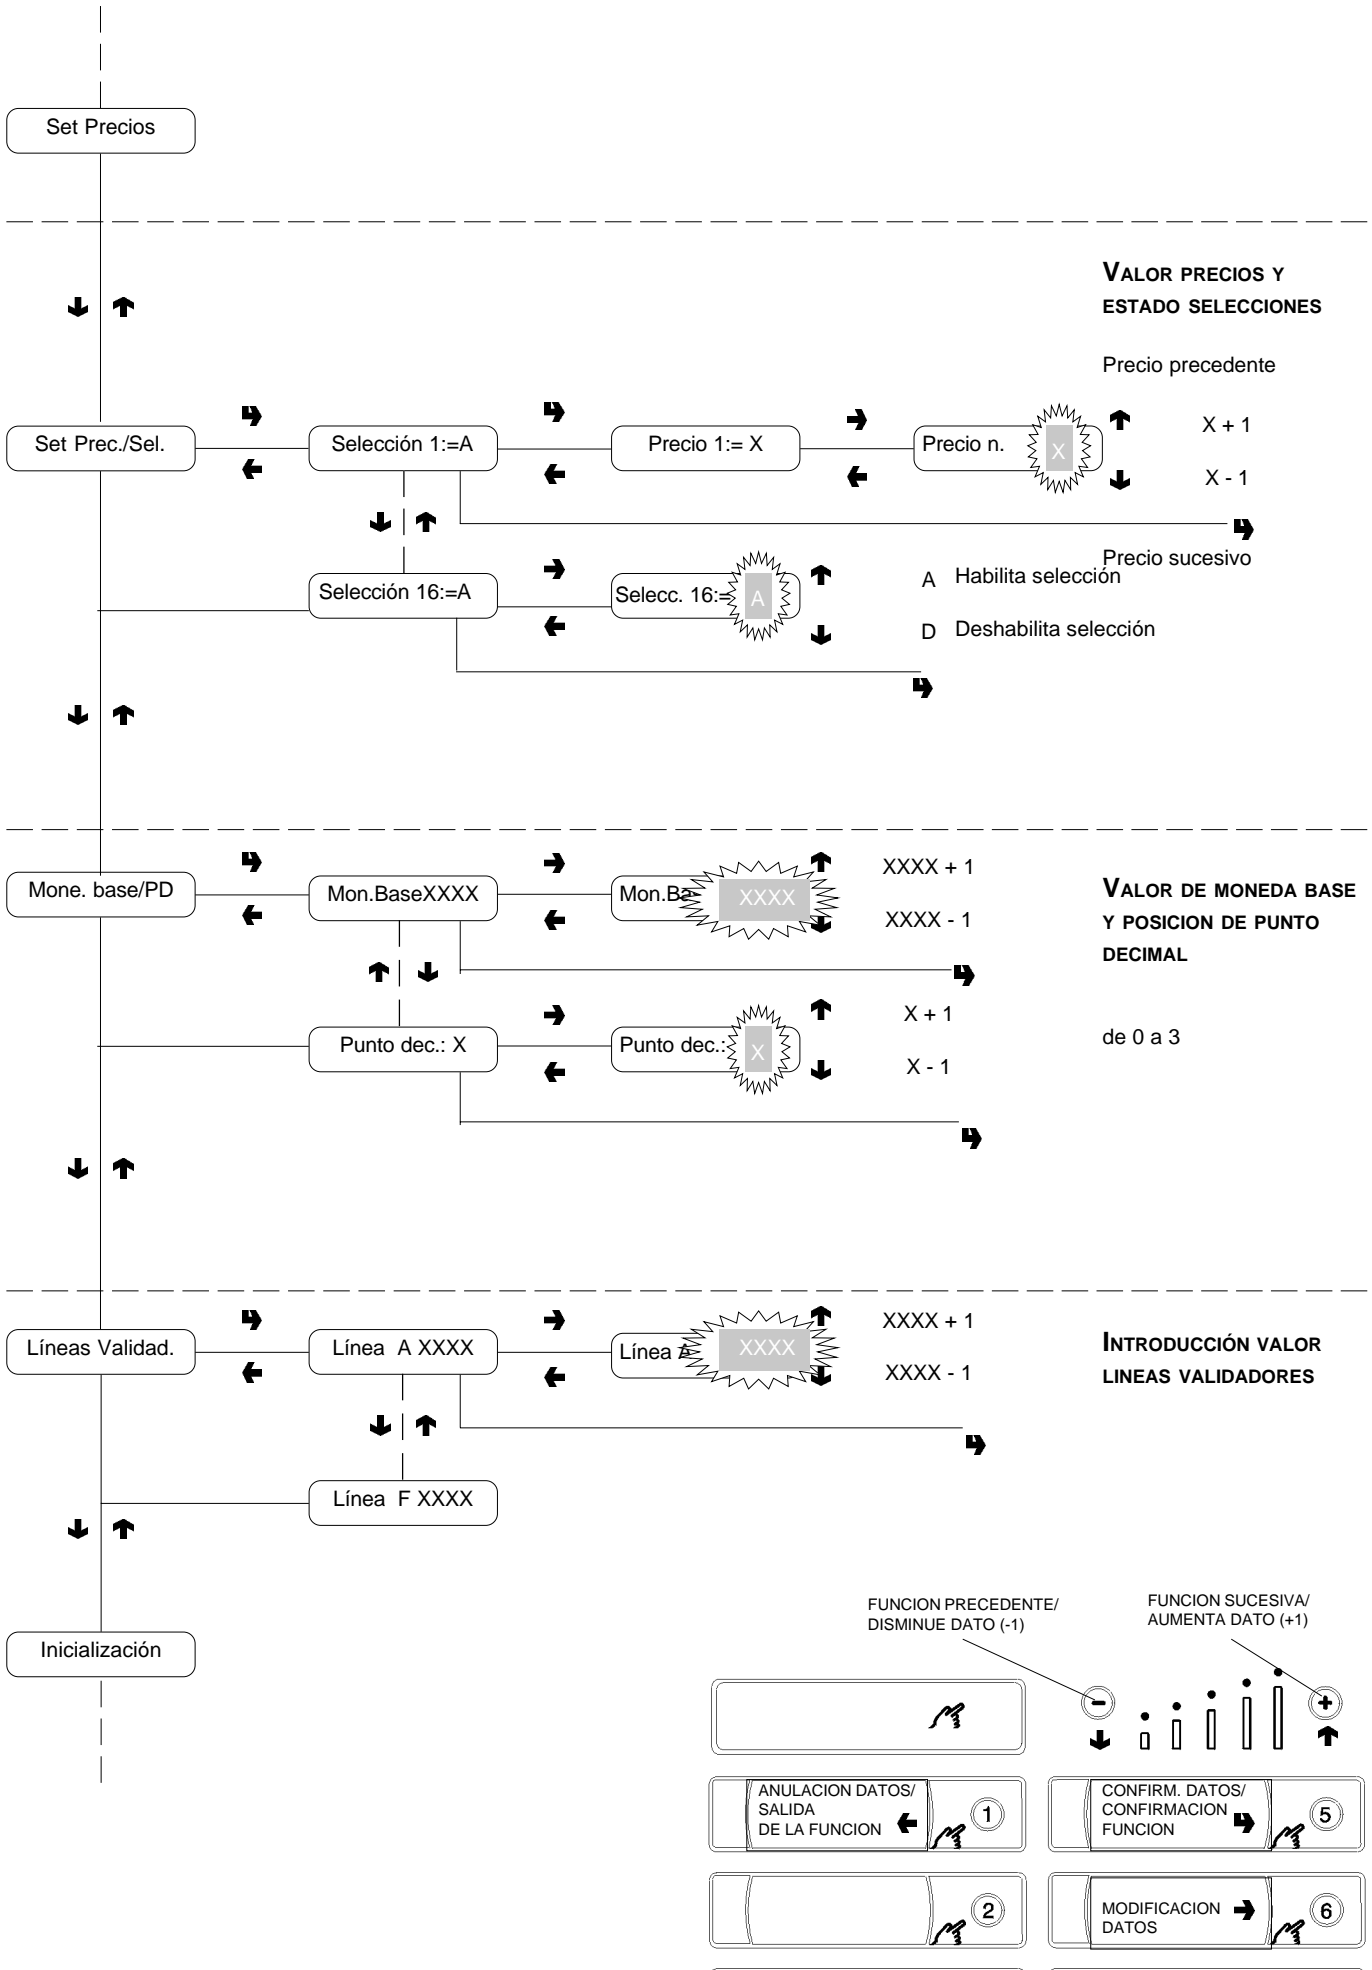 Set Precios
VALOR PRECIOS Y
ESTADO SELECCIONES
Precio precedente
Set Prec./Sel.
Selección 1:=A
Precio 1:= X
Precio n.
X
X + 1
X - 1
Precio sucesivo
Selección 16:=A
Selecc. 16:=
A
A Habilita selección
D Deshabilita selección
Mone. base/PD
Mon.BaseXXXX
Mon.Ba
XXXX
XXXX + 1
XXXX - 1
VALOR DE MONEDA BASE
Y POSICION DE PUNTO
DECIMAL
Punto dec.: X
Punto dec.:
X
X + 1
X - 1
de 0 a 3
Líneas Validad.
Línea A XXXX
Línea A
XXXX
XXXX + 1
XXXX - 1
INTRODUCCIÓN VALOR
LINEAS VALIDADORES
Línea F XXXX
Inicialización
FUNCION PRECEDENTE/
DISMINUE DATO (-1)
FUNCION SUCESIVA/
AUMENTA DATO (+1)
ANULACION DATOS/
SALIDA
DE LA FUNCION
1
CONFIRM. DATOS/
CONFIRMACION
FUNCION
5
2
MODIFICACION
DATOS
6